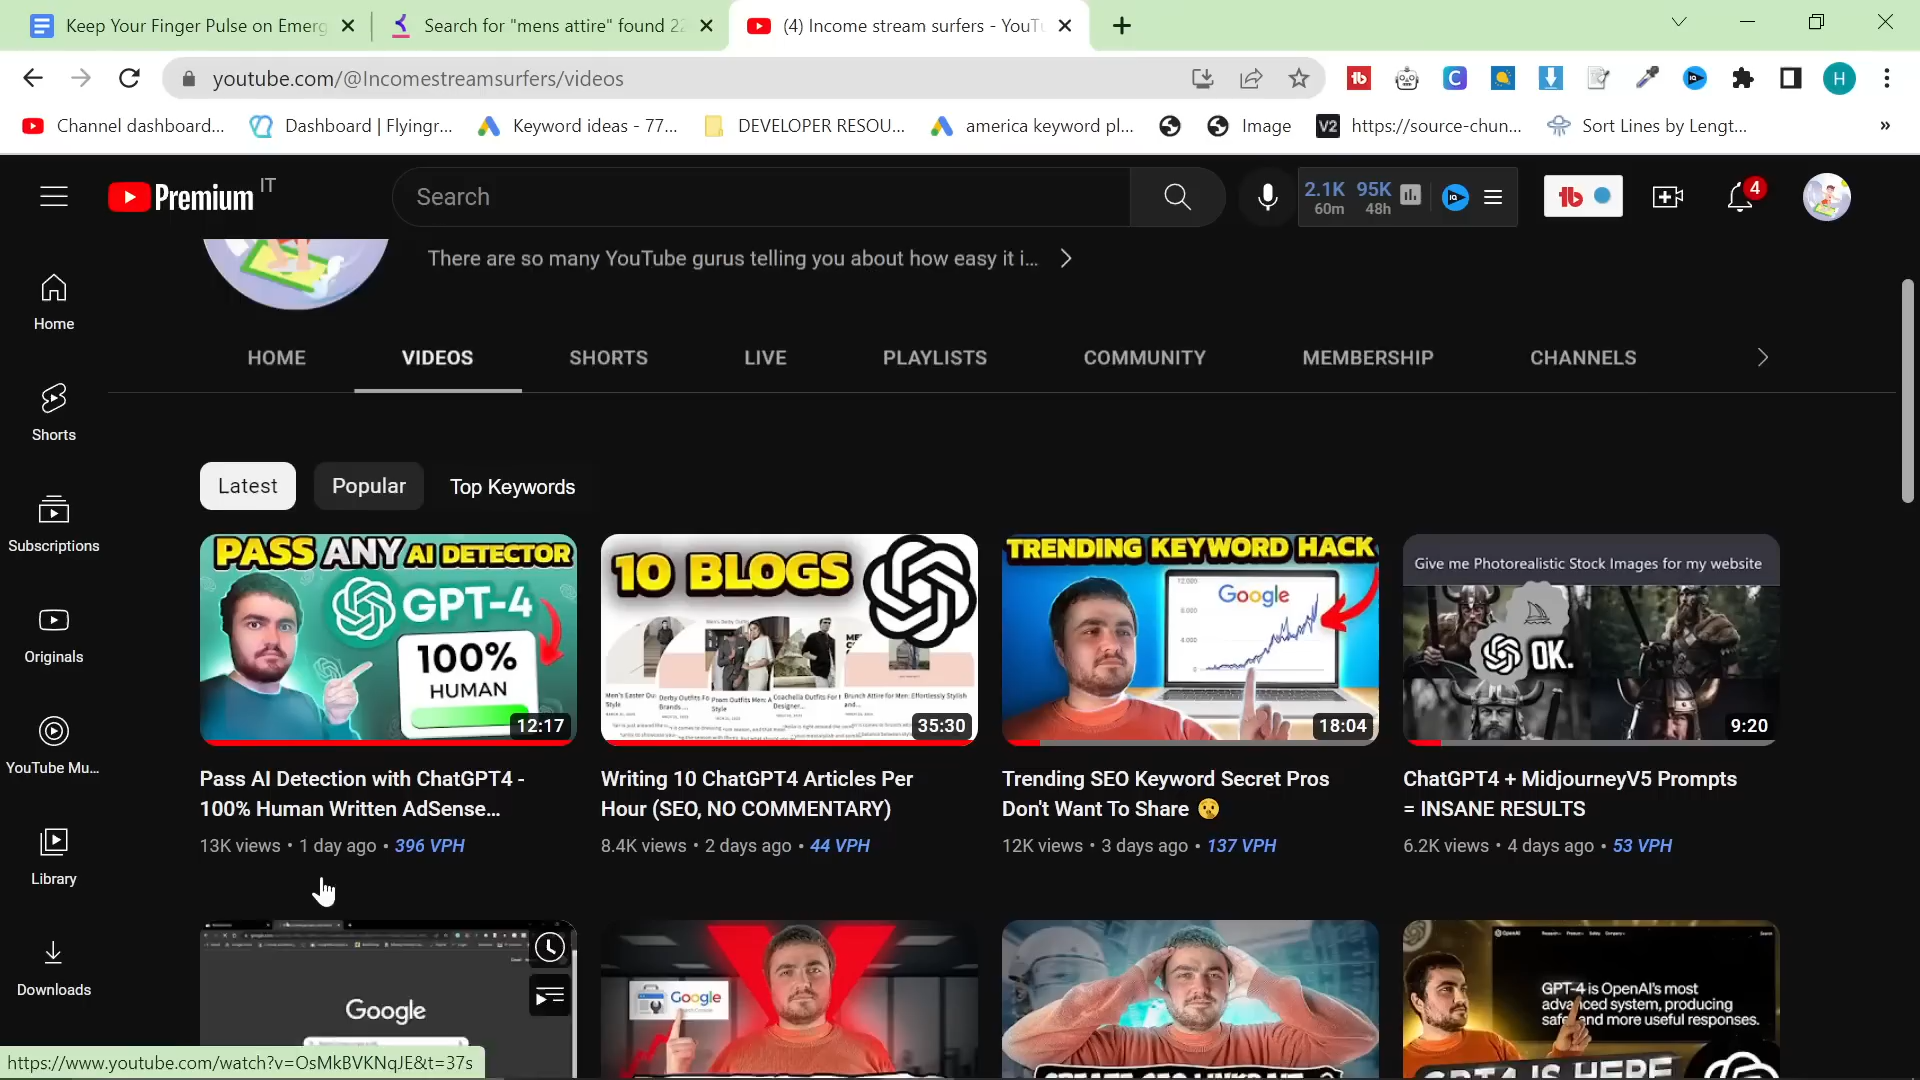 Keep Your Finger Pulse on Emerg
Search for "mens attire" found 22
(4) Income stream surfers - YouTu
youtube.com/@Incomestreamsurfers/videos
H
Channel dashboard...
Dashboard | Flyingr...
Keyword ideas - 77...
DEVELOPER RESOU...
america keyword pl...
Image
V2
https://source-chun...
Sort Lines by Lengt...
»
Premium IT
Search
2.1K 95K
60m 48h
tb
4
There are so many YouTube gurus telling you about how easy it i...
Home
Shorts
Subscriptions
Originals
YouTube Mu...
Library
Downloads
HOME
VIDEOS
SHORTS
LIVE
PLAYLISTS
COMMUNITY
MEMBERSHIP
CHANNELS
Latest
Popular
Top Keywords
PASS ANY AI DETECTOR
GPT-4
100%
HUMAN
12:17
10 BLOGS
35:30
TRENDING KEYWORD HACK
Google
18:04
Give me Photorealistic Stock Images for my website
OK.
9:20
Pass AI Detection with ChatGPT4 -
100% Human Written AdSense...
13K views • 1 day ago • 396 VPH
Writing 10 ChatGPT4 Articles Per
Hour (SEO, NO COMMENTARY)
8.4K views • 2 days ago • 44 VPH
Trending SEO Keyword Secret Pros
Don't Want To Share 🤫
12K views • 3 days ago • 137 VPH
ChatGPT4 + MidjourneyV5 Prompts
= INSANE RESULTS
6.2K views • 4 days ago • 53 VPH
Google
Google
GPT-4 is OpenAI's most
advanced system, producing
safer and more useful responses.
GPT4 IS HERE
https://www.youtube.com/watch?v=OsMkBVKNqJE&t=37s